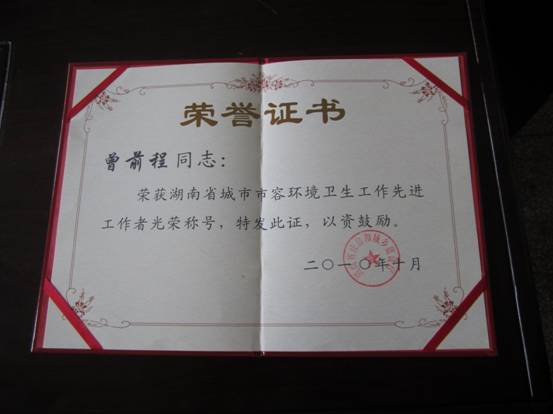 荣誉证书
曾前程同志：
荣获湖南省城市市容环境卫生工作先进
工作者光荣称号，特发此证，以资鼓励。
二〇一〇年十月